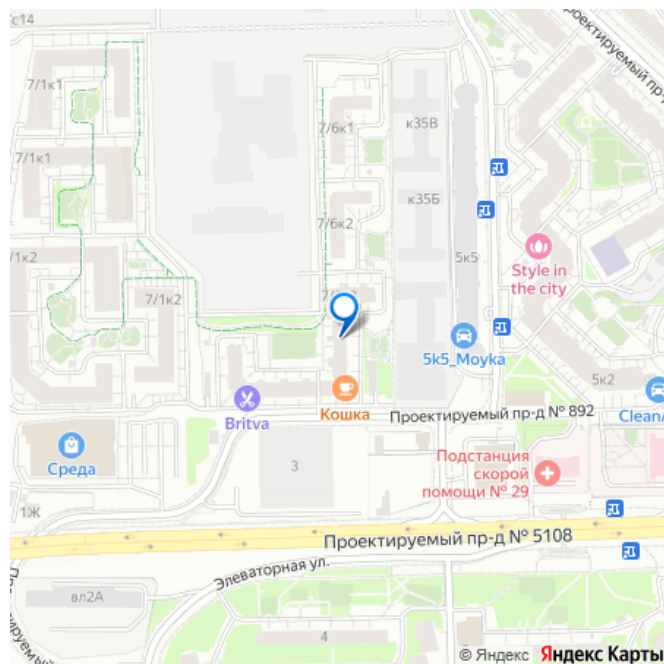 с14
7/1к1
7/6к1
к35В
Проектируемый пр-
7/1к1
к35Б
7/6к2
5к5
/1к2
7/1к2
Style in
the city
5k5_Moyka
5к2
CleanA
Britva
Кошка
Проектируемый пр-д № 892
Среда
3
Подстанция
скорой
помощи № 29
1Ж
Проектируемый пр-д № 5108
Элеваторная ул.
вл2А
4
© Яндекс Яндекс Карты